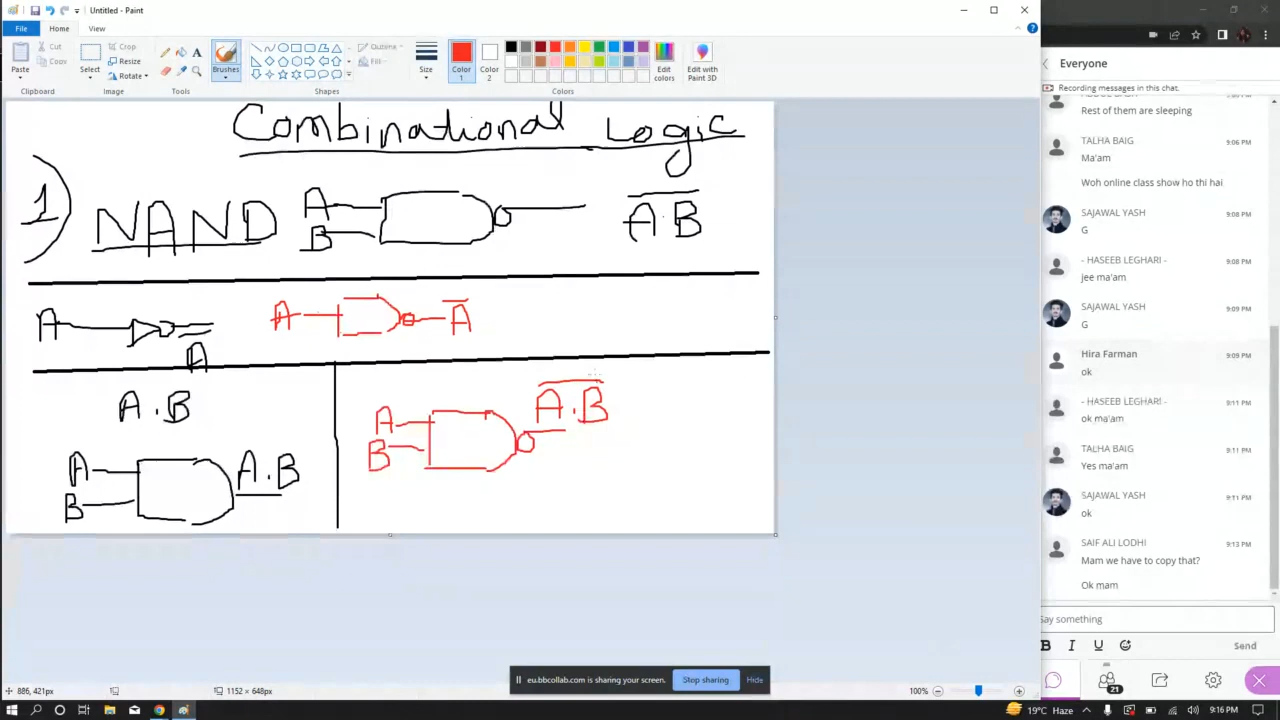 Untitled - Paint
File
Home
View
Paste
Cut
Copy
Clipboard
Select
Crop
Resize
Rotate
Image
Tools
Brushes
Shapes
Outline
Fill
Size
Color 1
Color 2
Edit colors
Edit with Paint 3D
Colors
Combinational Logic
1)
NAND
A
B
A̅B̅
A
A
A
A̅
A.B
A
B
A.B
A
B
A̅.̅B̅
886, 421px
1152 × 648px
100%
eu.bbcollab.com is sharing your screen.
Stop sharing
Hide
Everyone
Recording messages in this chat.
Rest of them are sleeping
TALHA BAIG
9:06 PM
Ma'am
Woh online class show ho thi hai
SAJAWAL YASH
9:08 PM
G
- HASEEB LEGHARI -
9:08 PM
jee ma'am
SAJAWAL YASH
9:09 PM
G
Hira Farman
9:09 PM
ok
- HASEEB LEGHARI -
9:11 PM
ok ma'am
TALHA BAIG
9:11 PM
Yes ma'am
SAJAWAL YASH
9:11 PM
ok
SAIF ALI LODHI
9:13 PM
Mam we have to copy that?
Ok mam
Say something
B I U
Send
21
19°C Haze
9:16 PM